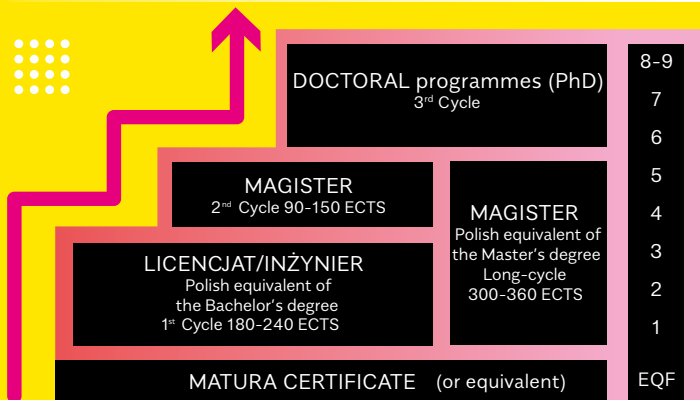 DOCTORAL programmes (PhD)
3rd Cycle
MAGISTER
2nd Cycle 90-150 ECTS
MAGISTER
Polish equivalent of
the Master's degree
Long-cycle
300-360 ECTS
LICENCJAT/INŻYNIER
Polish equivalent of
the Bachelor's degree
1st Cycle 180-240 ECTS
MATURA CERTIFICATE (or equivalent)
8-9
7
6
5
4
3
2
1
EQF